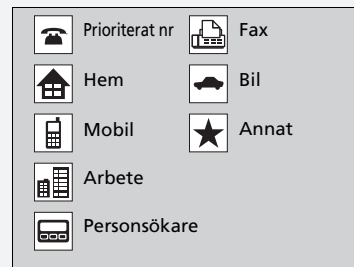 Prioriterat nr
Fax
Hem
Bil
Mobil
Annat
Arbete
Personsökare